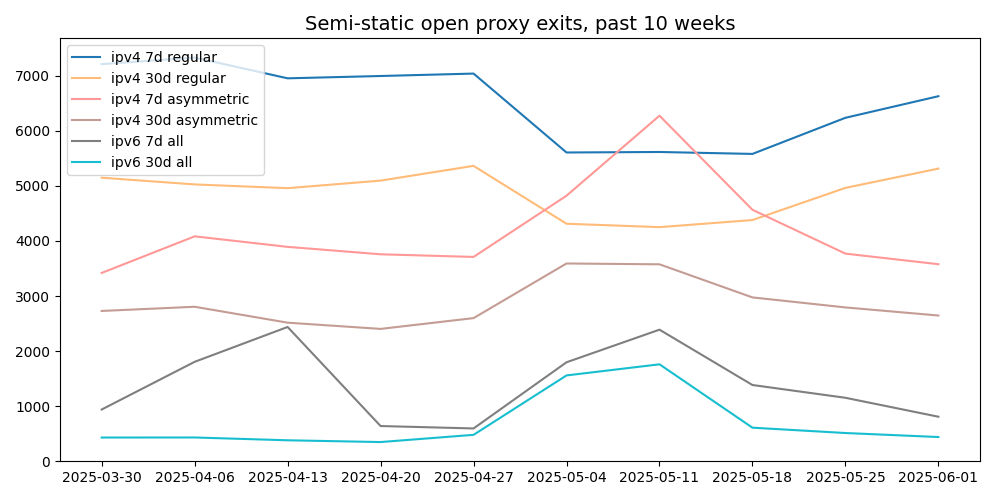 Semi-static open proxy exits, past 10 weeks
ipv4 7d regular
ipv4 30d regular
ipv4 7d asymmetric
ipv4 30d asymmetric
ipv6 7d all
ipv6 30d all
7000
6000
5000
4000
3000
2000
1000
0
2025-03-30 2025-04-06 2025-04-13 2025-04-20 2025-04-27 2025-05-04 2025-05-11 2025-05-18 2025-05-25 2025-06-01